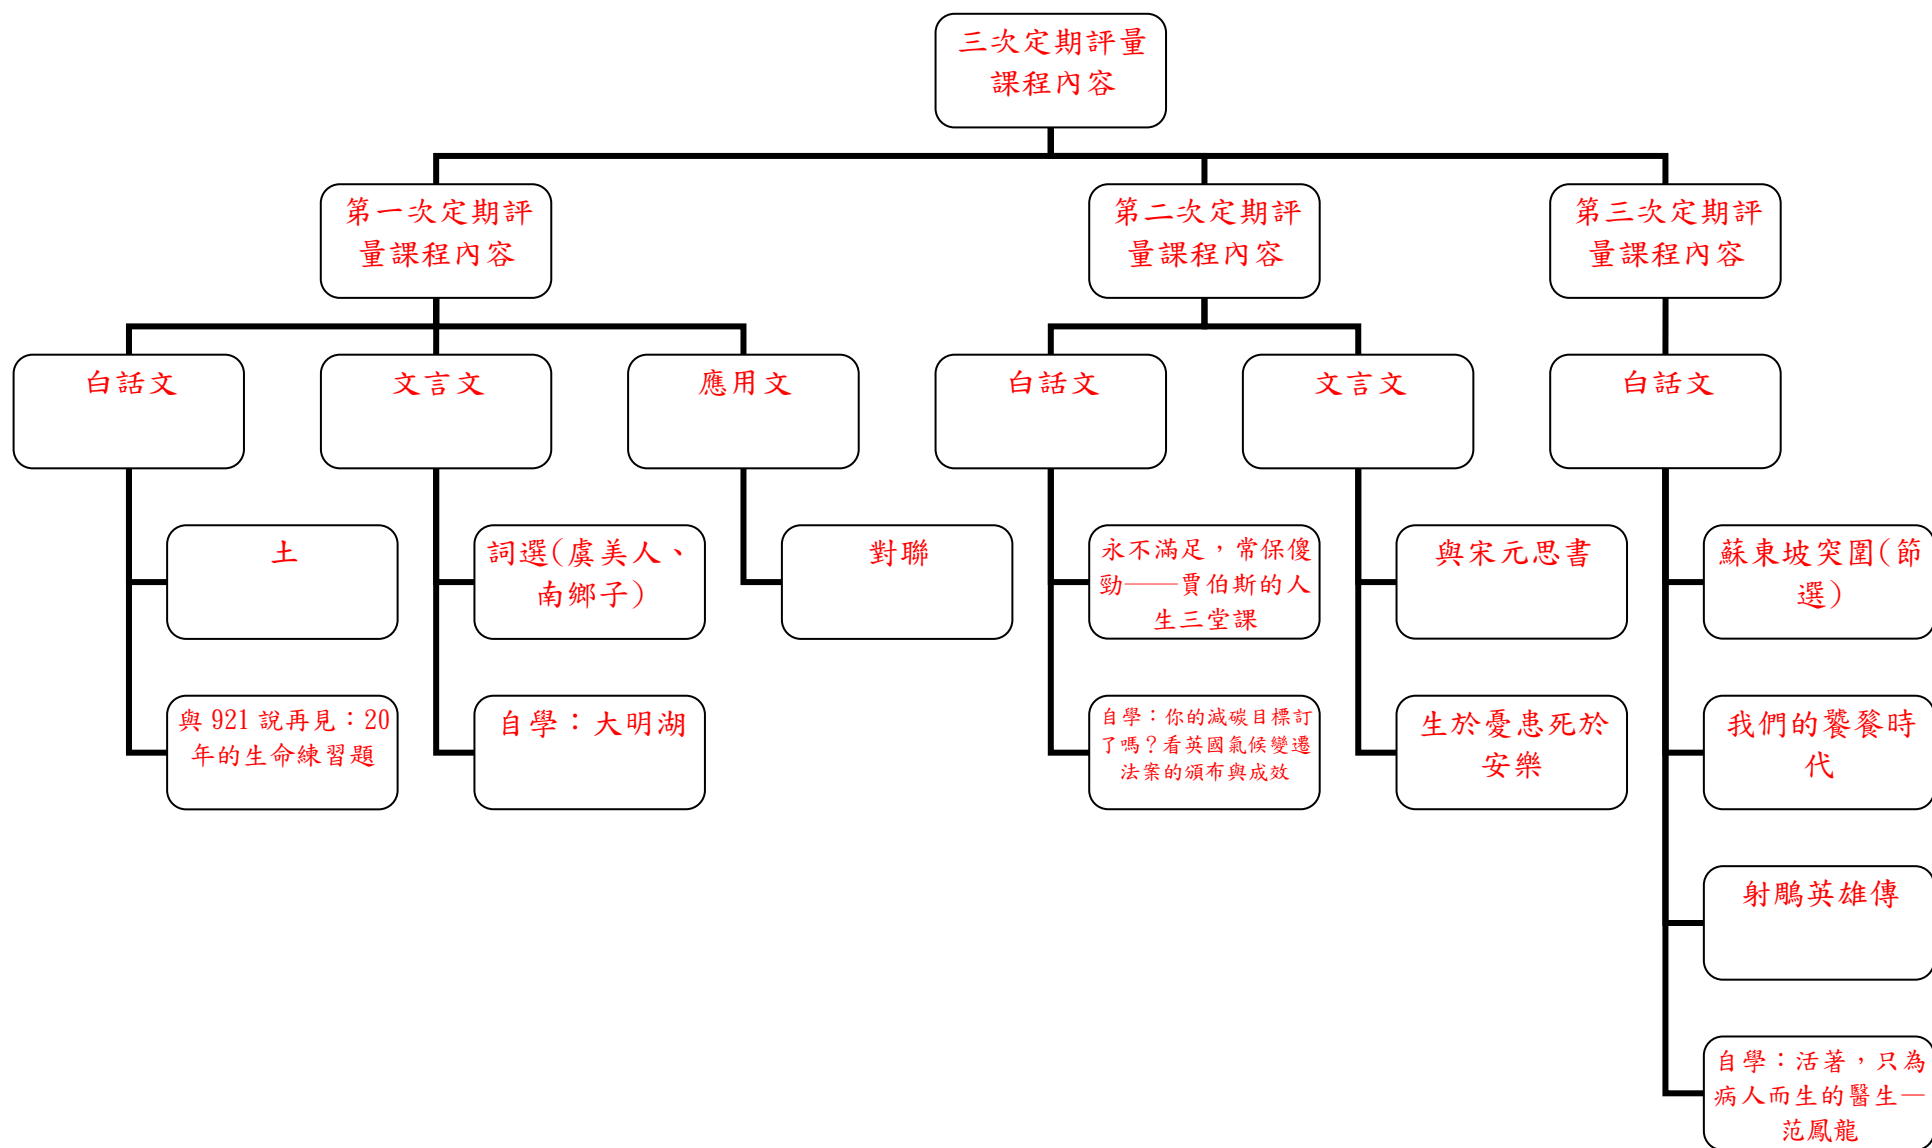 三次定期評量
課程內容
第一次定期評
量課程內容
第二次定期評
量課程內容
第三次定期評
量課程內容
白話文
文言文
應用文
白話文
文言文
白話文
土
詞選(虞美人、
南鄉子)
對聯
永不滿足，常保傻
勁——賈伯斯的人
生三堂課
與宋元思書
蘇東坡突圍(節
選)
與 921 說再見：20
年的生命練習題
自學：大明湖
自學：你的減碳目標訂
了嗎？看英國氣候變遷
法案的頒布與成效
生於憂患死於
安樂
我們的饕餮時
代
射鵰英雄傳
自學：活著，只為
病人而生的醫生—
范鳳龍